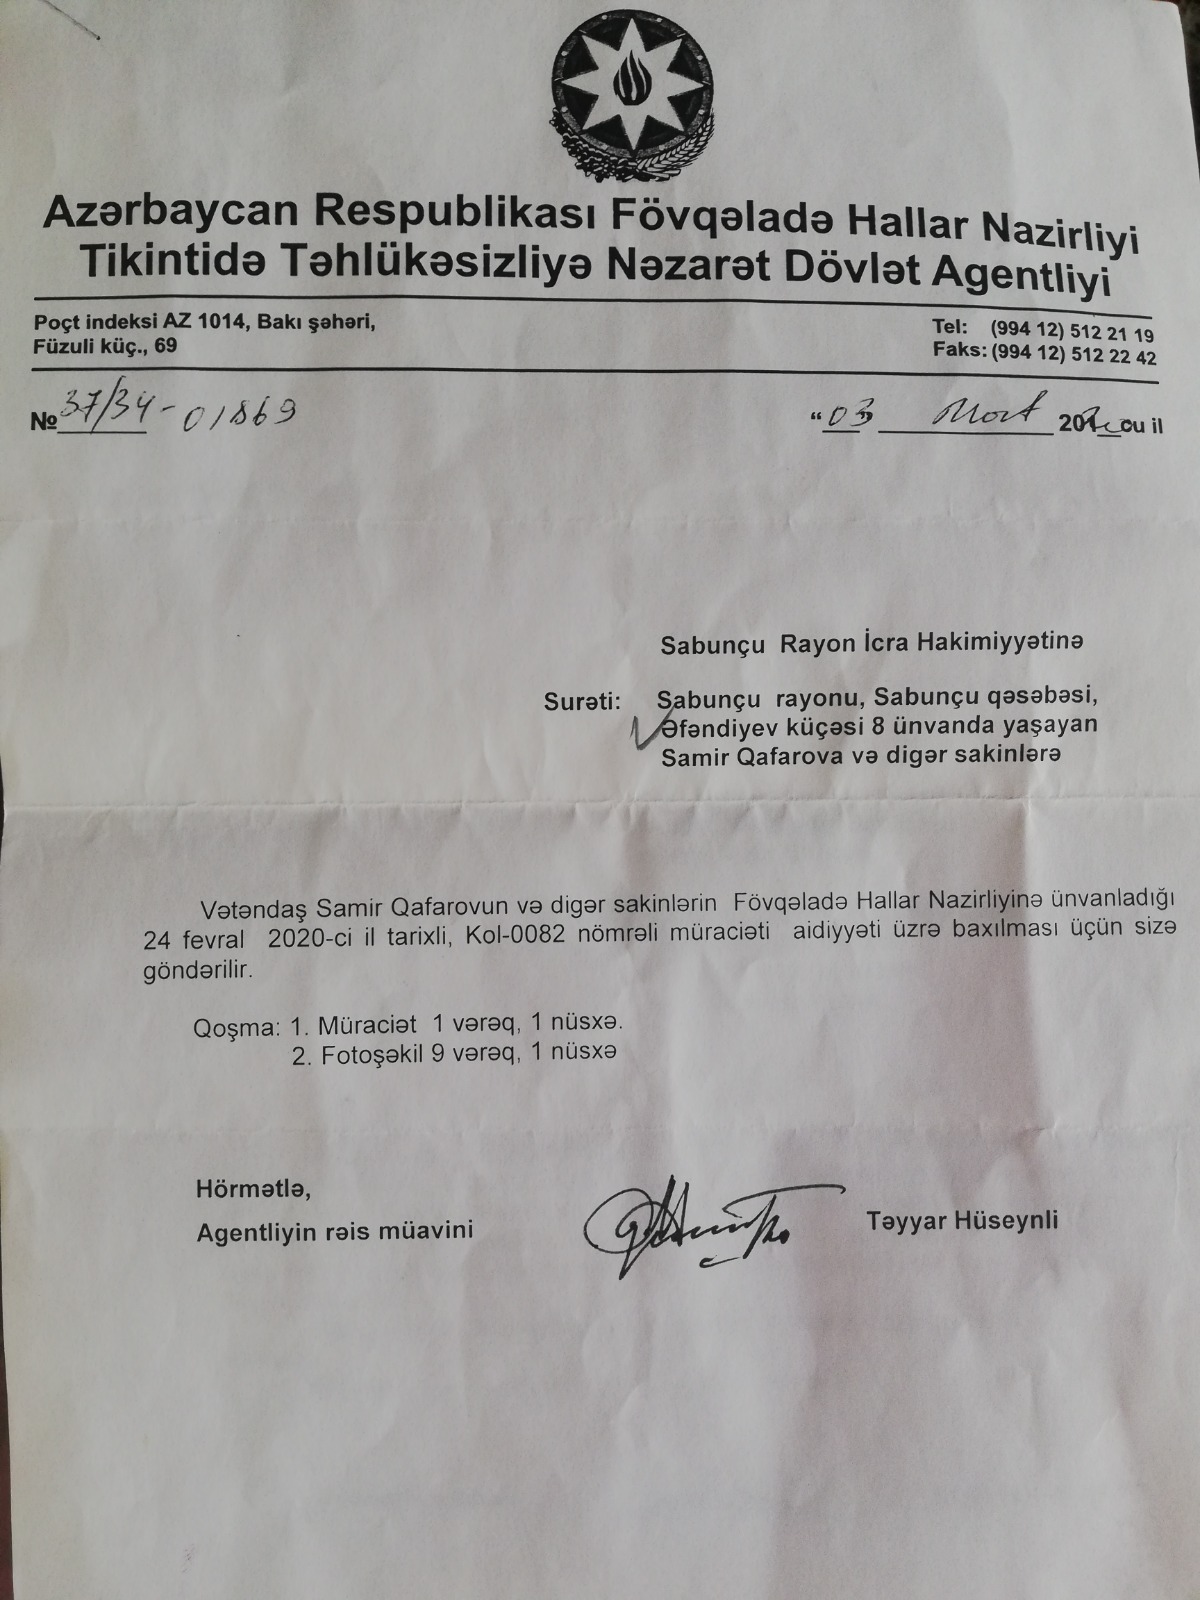 Azərbaycan Respublikası Fövqəladə Hallar Nazirliyi
Tikintidə Təhlükəsizliyə Nəzarət Dövlət Agentliyi
Poçt indeksi AZ 1014, Bakı şəhəri,
Füzuli küç., 69
Tel: (994 12) 512 21 19
Faks: (994 12) 512 22 42
№ 37/34-01869
“03” Mart 2020 cu il
Sabunçu Rayon İcra Hakimiyyətinə
Surəti: Sabunçu rayonu, Sabunçu qəsəbəsi,
Əfəndiyev küçəsi 8 ünvanda yaşayan
Samir Qafarova və digər sakinlərə
Vətəndaş Samir Qafarovun və digər sakinlərin Fövqəladə Hallar Nazirliyinə ünvanladığı
24 fevral 2020-ci il tarixli, Kol-0082 nömrəli müraciəti aidiyyəti üzrə baxılması üçün sizə
göndərilir.
Qoşma: 1. Müraciət 1 vərəq, 1 nüsxə.
2. Fotoşəkil 9 vərəq, 1 nüsxə
Hörmətlə,
Agentliyin rəis müavini
Təyyar Hüseynli